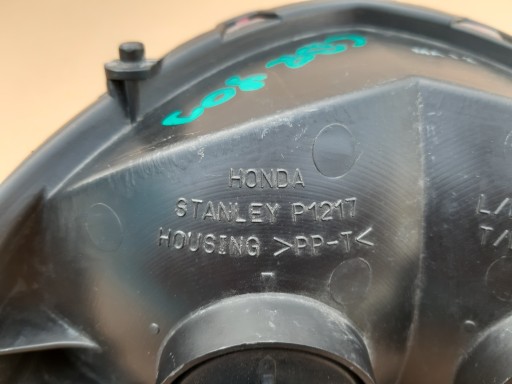 HONDA
STANLEY P1217
HOUSING >PP-T<
L/
T/